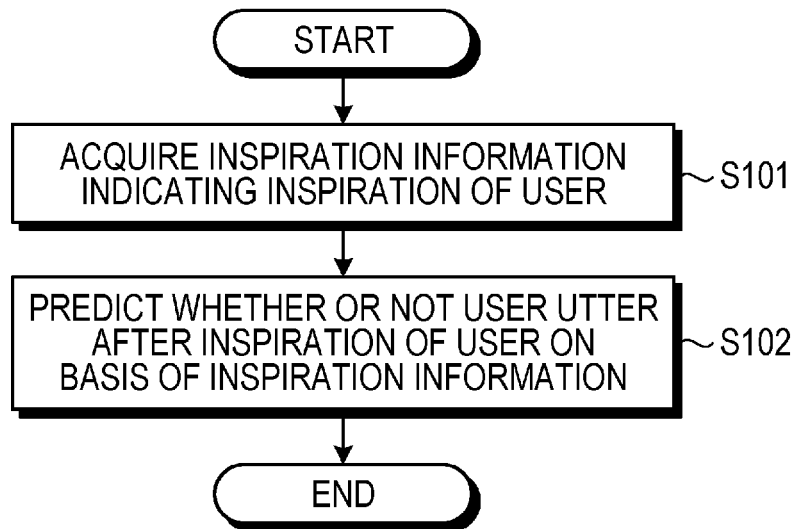 START
ACQUIRE INSPIRATION INFORMATION
INDICATING INSPIRATION OF USER
S101
PREDICT WHETHER OR NOT USER UTTER
AFTER INSPIRATION OF USER ON
BASIS OF INSPIRATION INFORMATION
S102
END